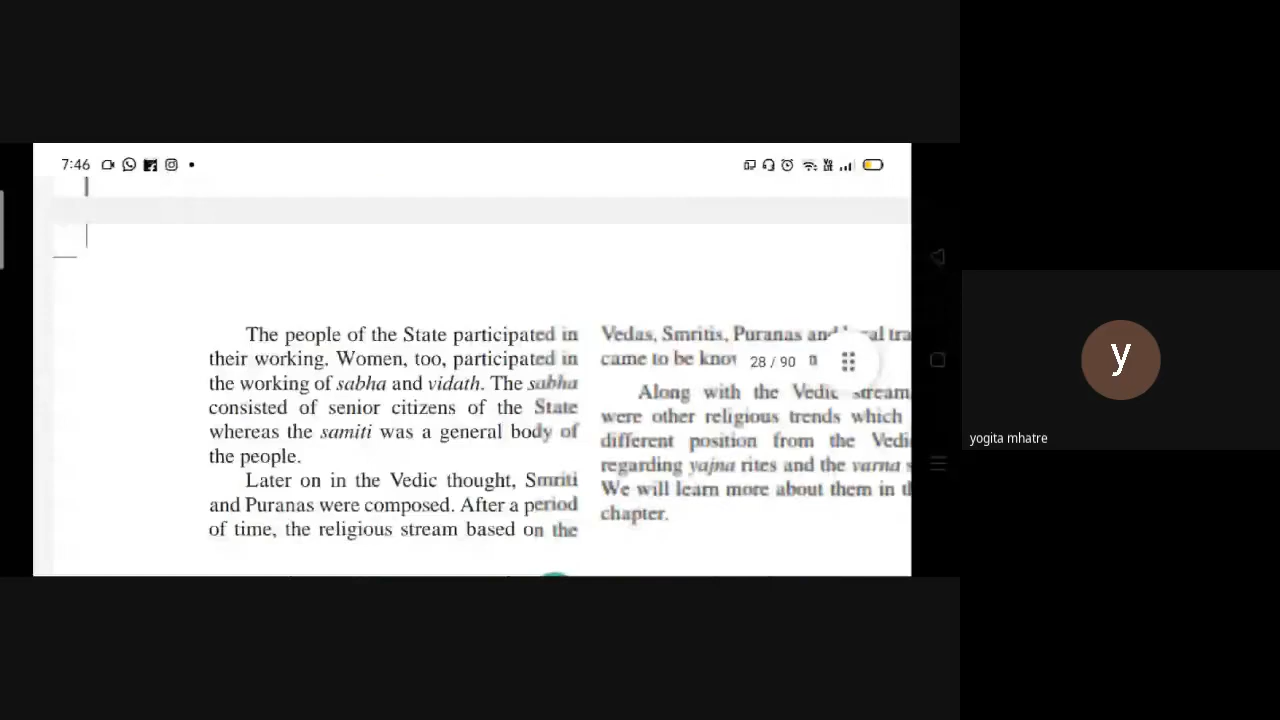 7:46
The people of the State participated in
their working. Women, too, participated in
the working of sabha and vidath. The sabha
consisted of senior citizens of the State
whereas the samiti was a general body of
the people.
Later on in the Vedic thought, Smriti
and Puranas were composed. After a period
of time, the religious stream based on the
Vedas, Smritis, Puranas and
came to be
28 / 90
Along with the Vedic stream
were other religious trends which
different position from the
regarding yajna rites and the varna
We will learn more about them in
chapter.
y
yogita mhatre